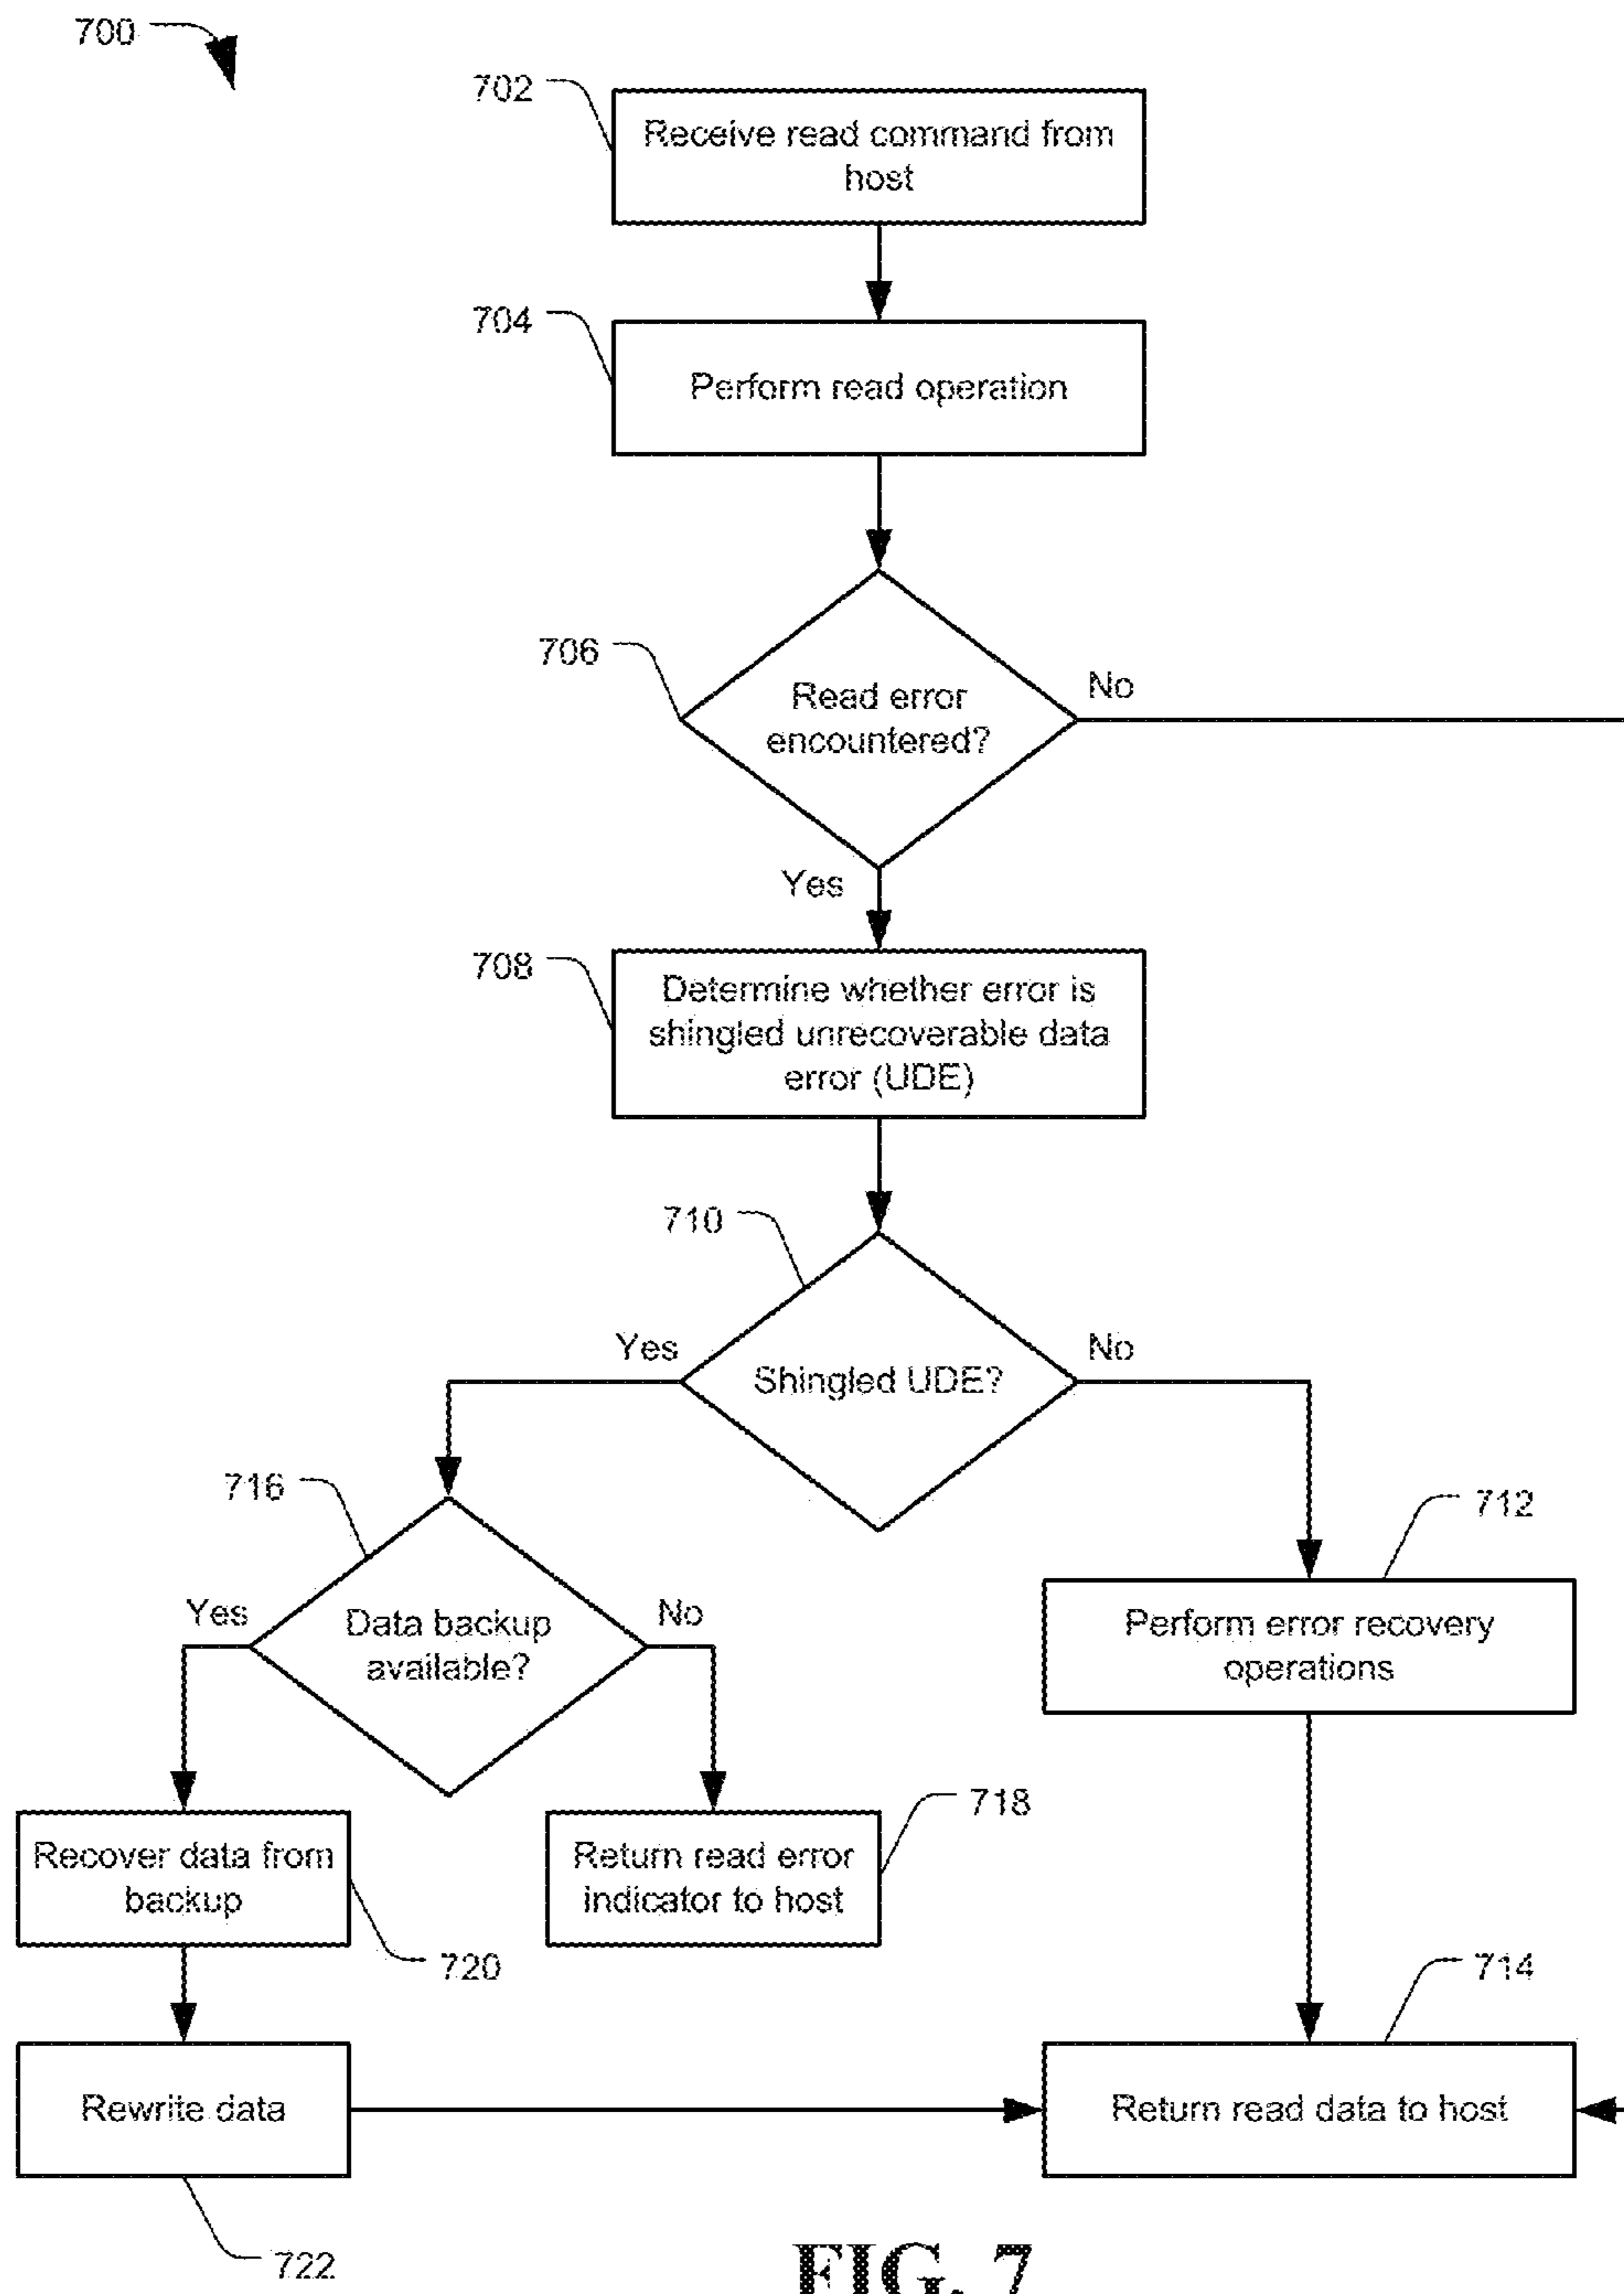 700
702
Receive read command from
host
704
Perform read operation
706
Read error
encountered?
No
Yes
708
Determine whether error is
shingled unrecoverable data
error (UDE)
710
Shingled UDE?
Yes
No
716
Data backup
available?
Yes
No
712
Perform error recovery
operations
718
Recover data from
backup
Return read error
indicator to host
720
714
Rewrite data
Return read data to host
722
FIG. 7